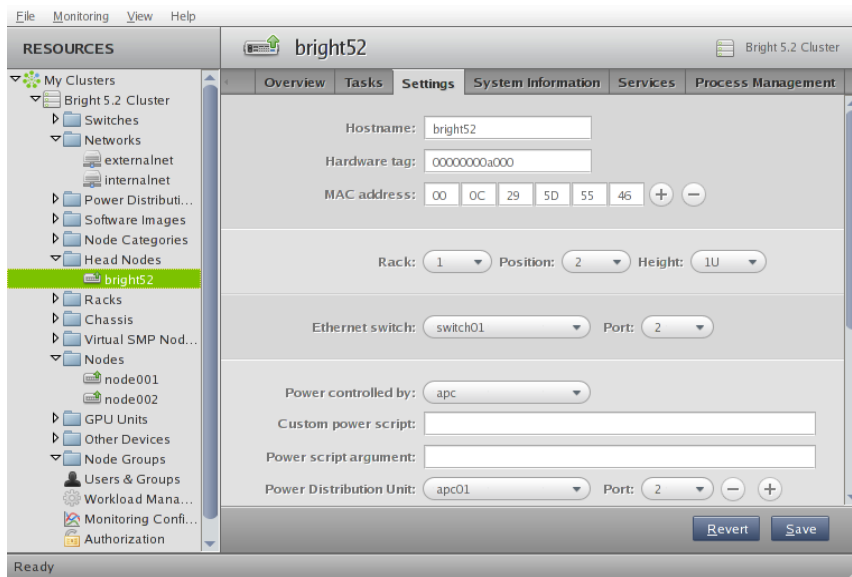 File Monitoring View Help
RESOURCES
bright52
Bright 5.2 Cluster
My Clusters
Bright 5.2 Cluster
Switches
Networks
externalnet
internalnet
Power Distributi...
Software Images
Node Categories
Head Nodes
bright52
Racks
Chassis
Virtual SMP Nod...
Nodes
node001
node002
GPU Units
Other Devices
Node Groups
Users & Groups
Workload Mana...
Monitoring Confi...
Authorization
Overview Tasks Settings System Information Services Process Management
Hostname: bright52
Hardware tag: 00000000a000
MAC address: 00 0C 29 5D 55 46
Rack: 1 Position: 2 Height: 1U
Ethernet switch: switch01 Port: 2
Power controlled by: apc
Custom power script:
Power script argument:
Power Distribution Unit: apc01 Port: 2
Revert Save
Ready